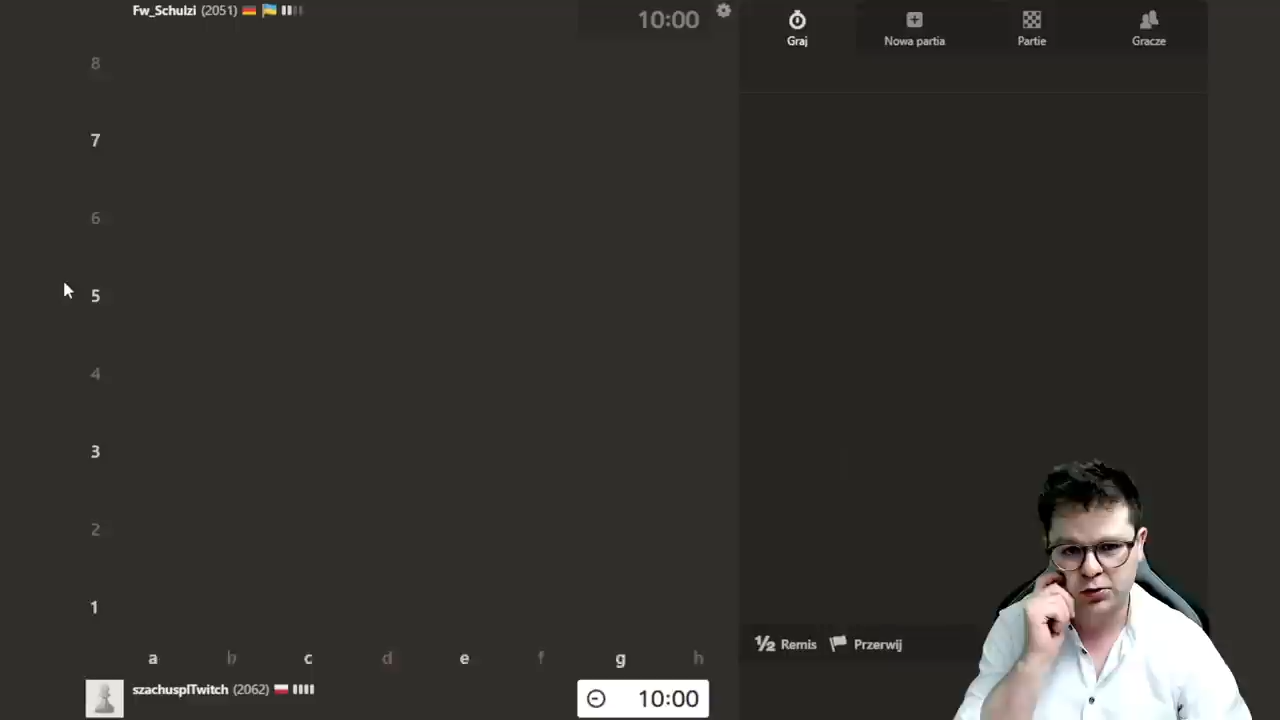 Fw_Schulzi (2051)
10:00
Graj
Nowa partia
Partie
Gracze
8
7
6
5
4
3
2
1
a b c d e f g h
szachusplTwitch (2062)
10:00
½ Remis Przerwij